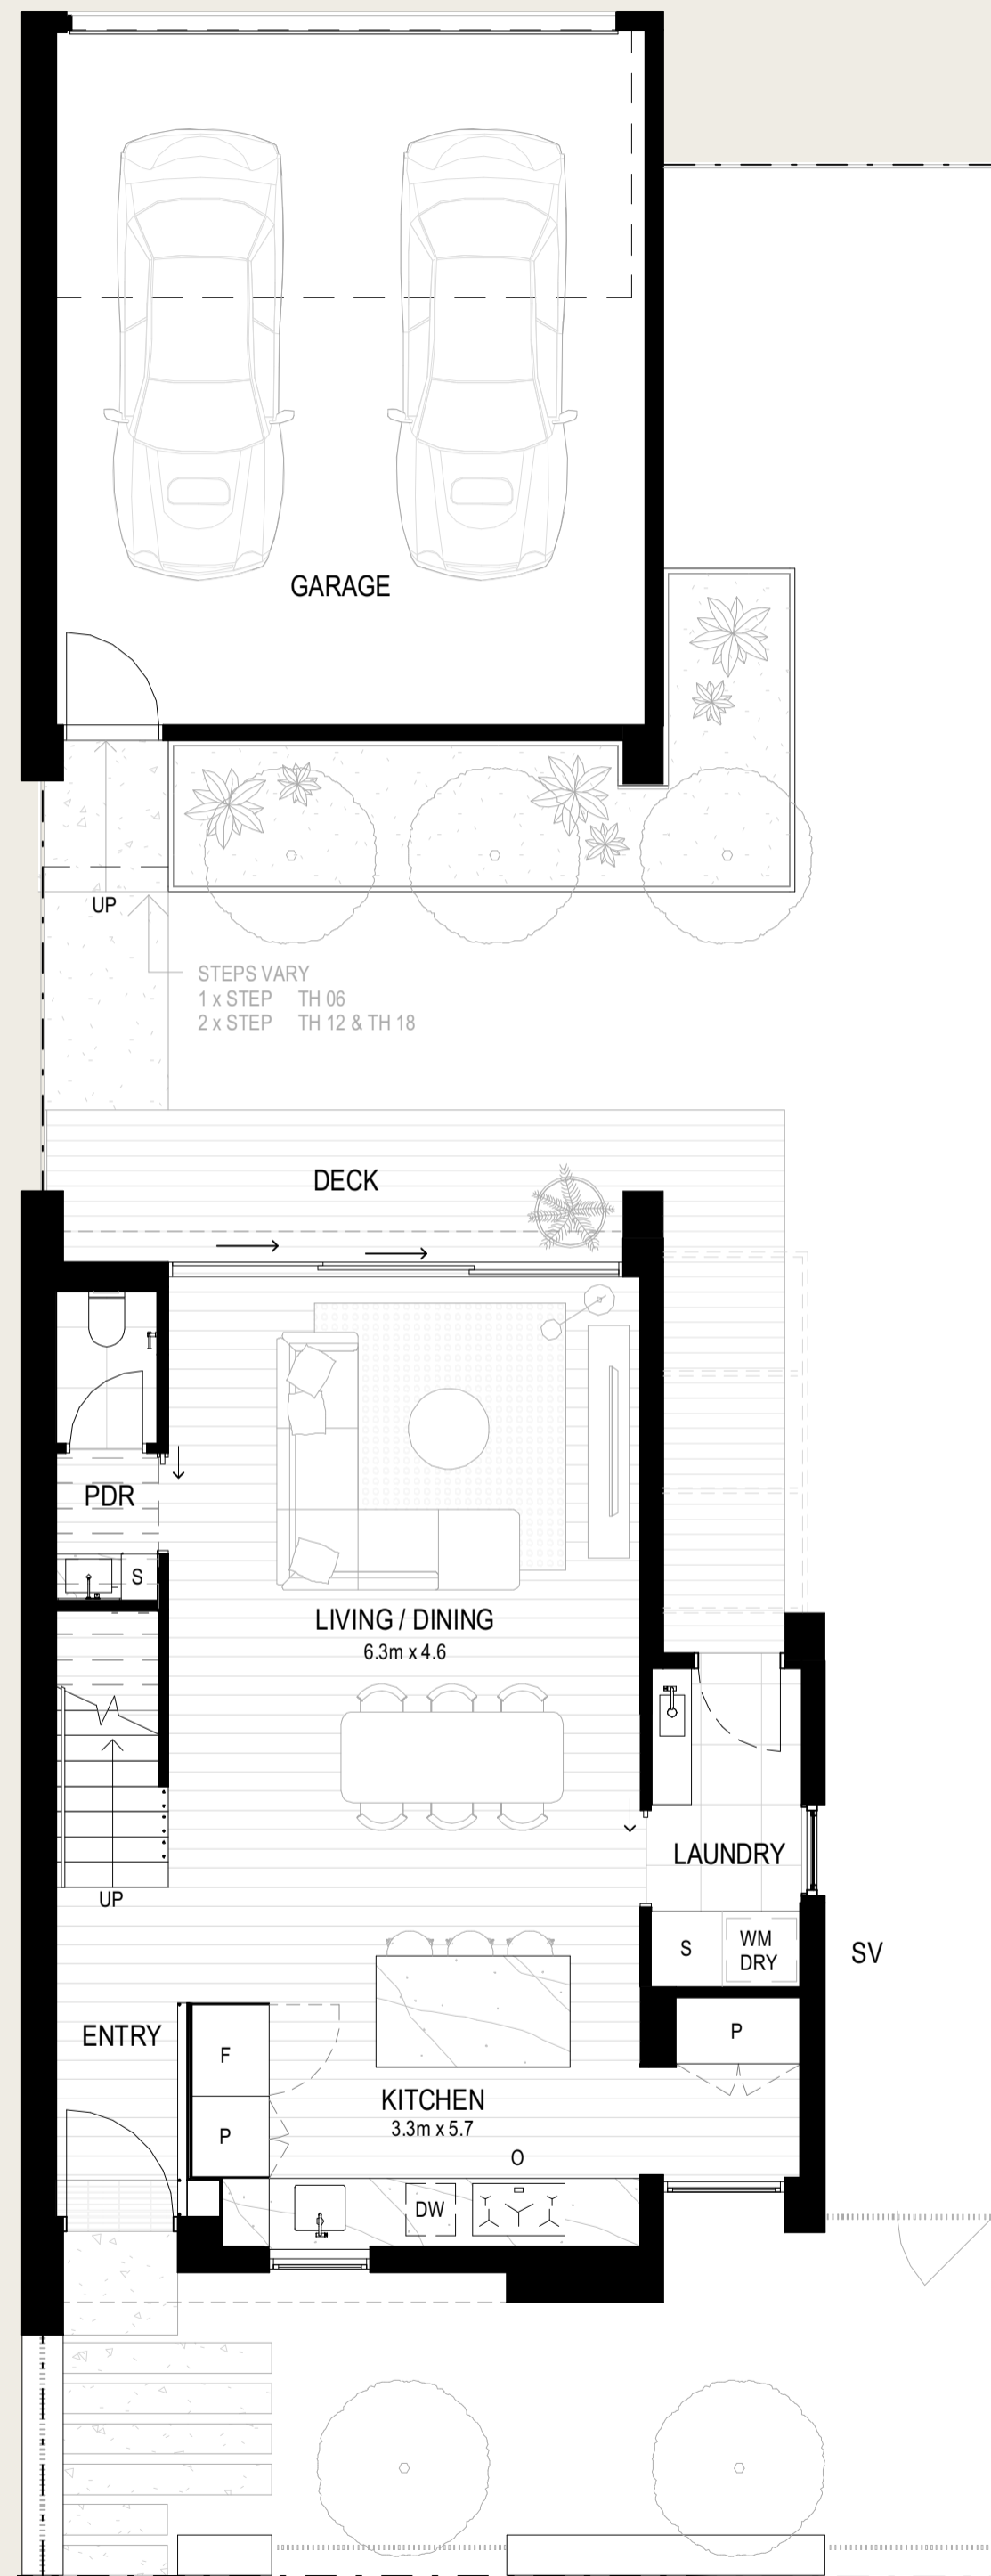 GARAGE
UP
STEPS VARY
1 x STEP TH 06
2 x STEP TH 12 & TH 18
DECK
PDR
S
LIVING / DINING
6.3m x 4.6
LAUNDRY
UP
S
WM
DRY
SV
ENTRY
F
P
KITCHEN
3.3m x 5.7
P
O
DW